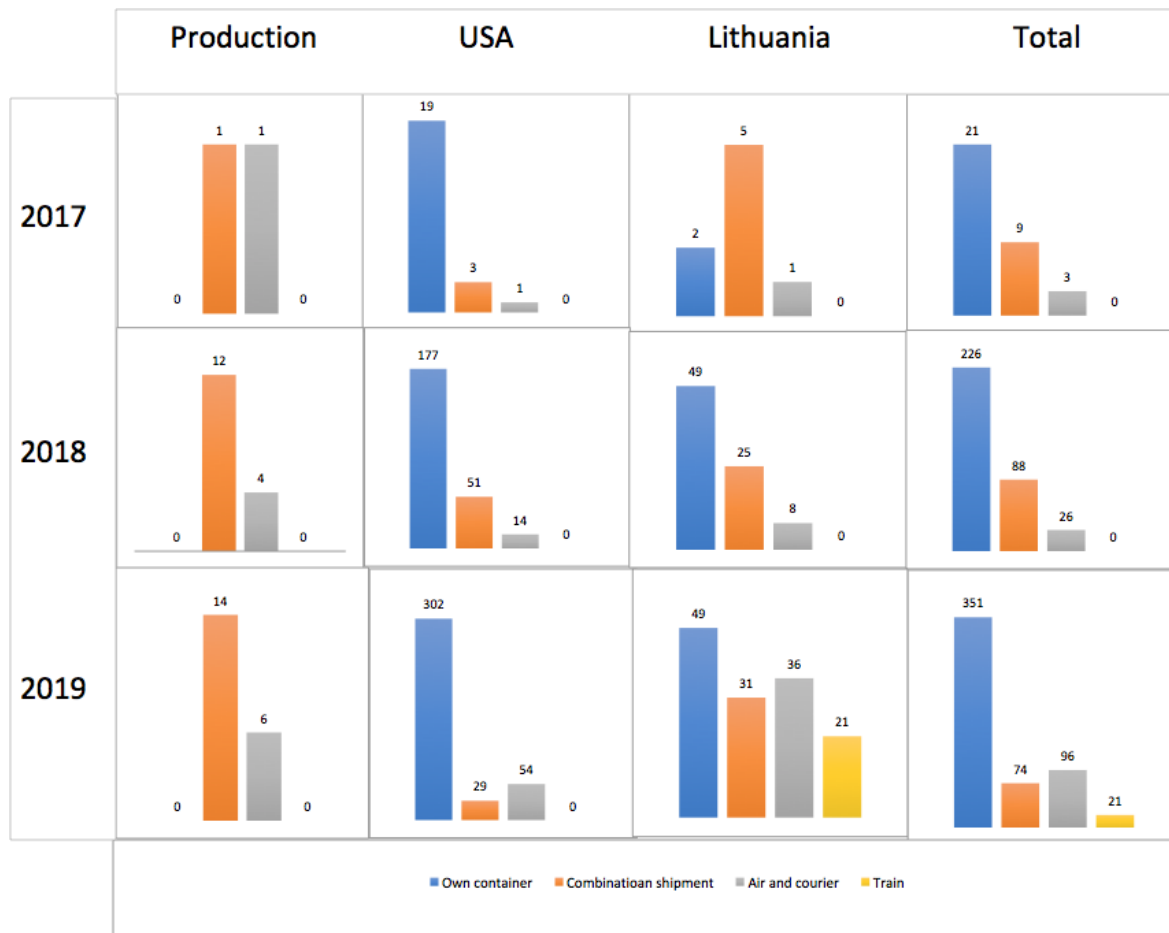 Production USA Lithuania Total
2017
0 1 1 0
19 3 1 0
2 5 1 0
21 9 3 0
2018
0 12 4 0
177 51 14 0
49 25 8 0
226 88 26 0
2019
0 14 6 0
302 29 54 0
49 31 36 21
351 74 96 21
Own container Combinatioan shipment Air and courier Train